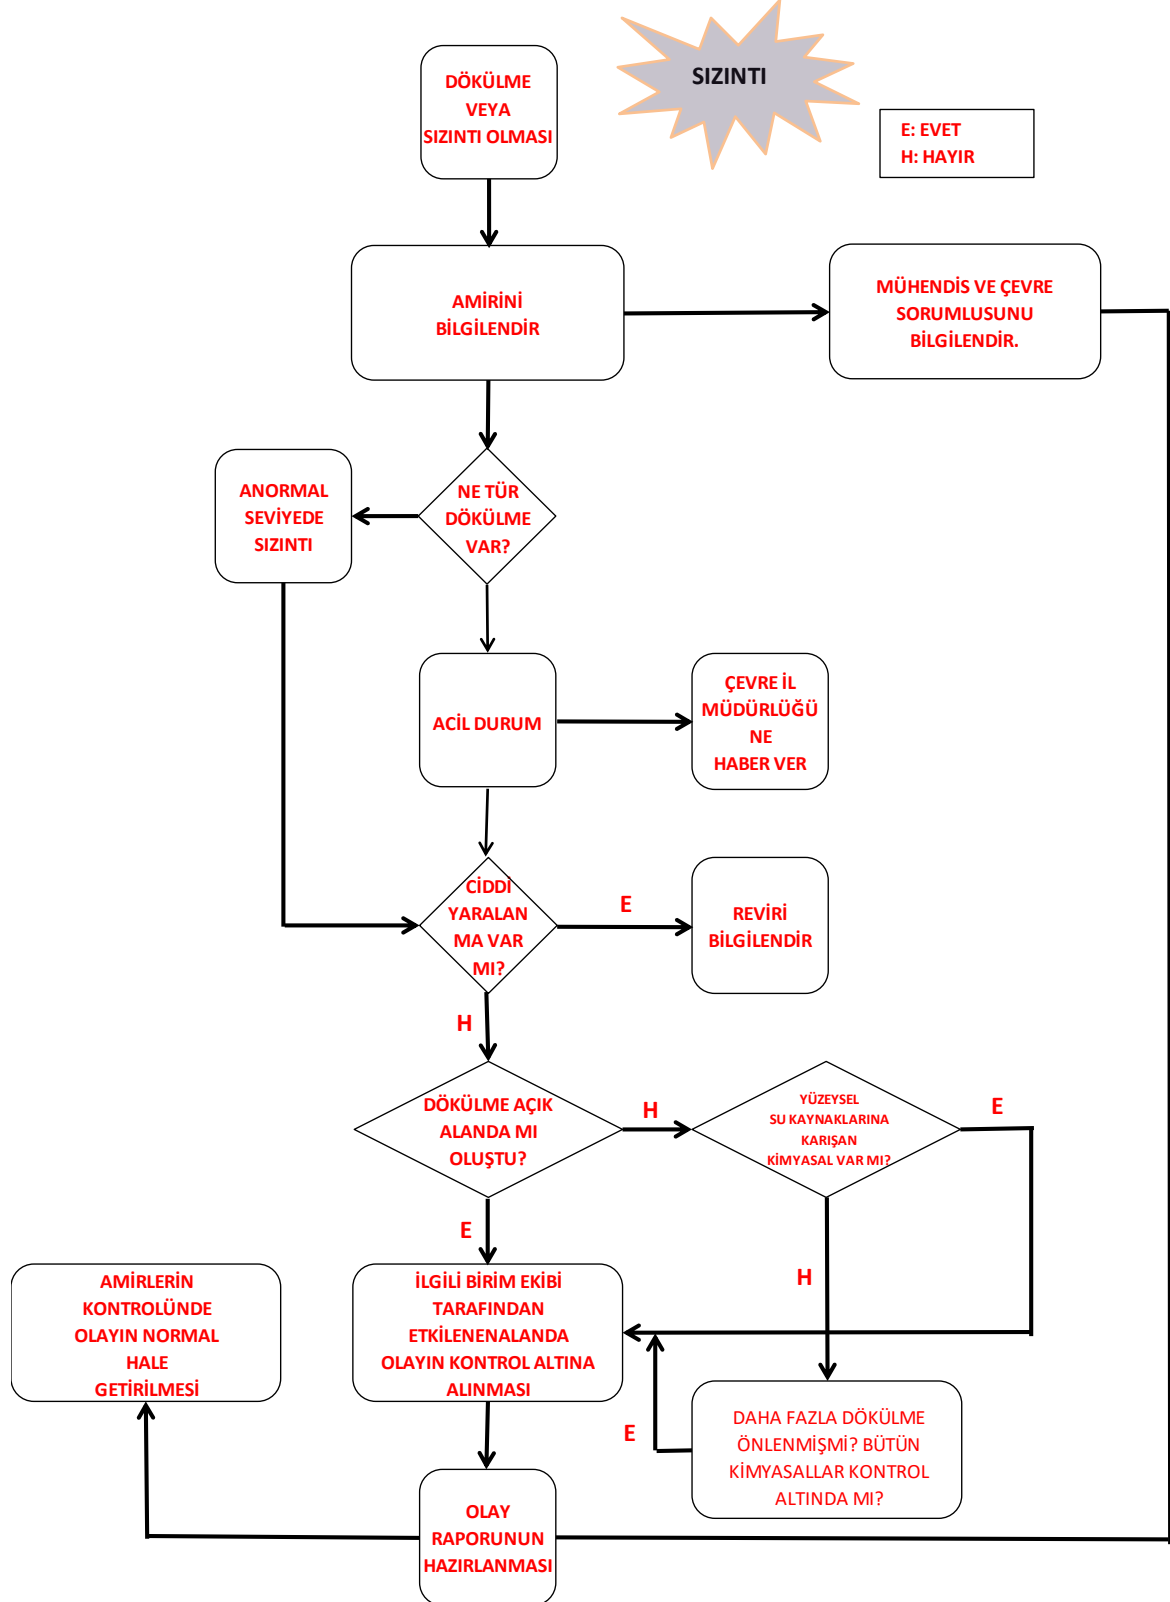 SIZINTI
DÖKÜLME
VEYA
SIZINTI OLMASI
E: EVET
H: HAYIR
AMİRİNİ
BİLGİLENDİR
MÜHENDİS VE ÇEVRE
SORUMLUSUNU
BİLGİLENDİR.
ANORMAL
SEVİYEDE
SIZINTI
NE TÜR
DÖKÜLME
VAR?
ACİL DURUM
ÇEVRE İL
MÜDÜRLÜĞÜ
NE
HABER VER
CİDDİ
YARALAN
MA VAR
MI?
E
REVİRİ
BİLGİLENDİR
H
DÖKÜLME AÇIK
ALANDA MI
OLUŞTU?
H
YÜZEYSEL
SU KAYNAKLARINA
KARIŞAN
KİMYASAL VAR MI?
E
E
H
AMİRLERİN
KONTROLÜNDE
OLAYIN NORMAL
HALE
GETİRİLMESİ
İLGİLİ BİRİM EKİBİ
TARAFINDAN
ETKİLENENALANDA
OLAYIN KONTROL ALTINA
ALINMASI
E
DAHA FAZLA DÖKÜLME
ÖNLENMİŞMİ? BÜTÜN
KİMYASALLAR KONTROL
ALTINDA MI?
OLAY
RAPORUNUN
HAZIRLANMASI